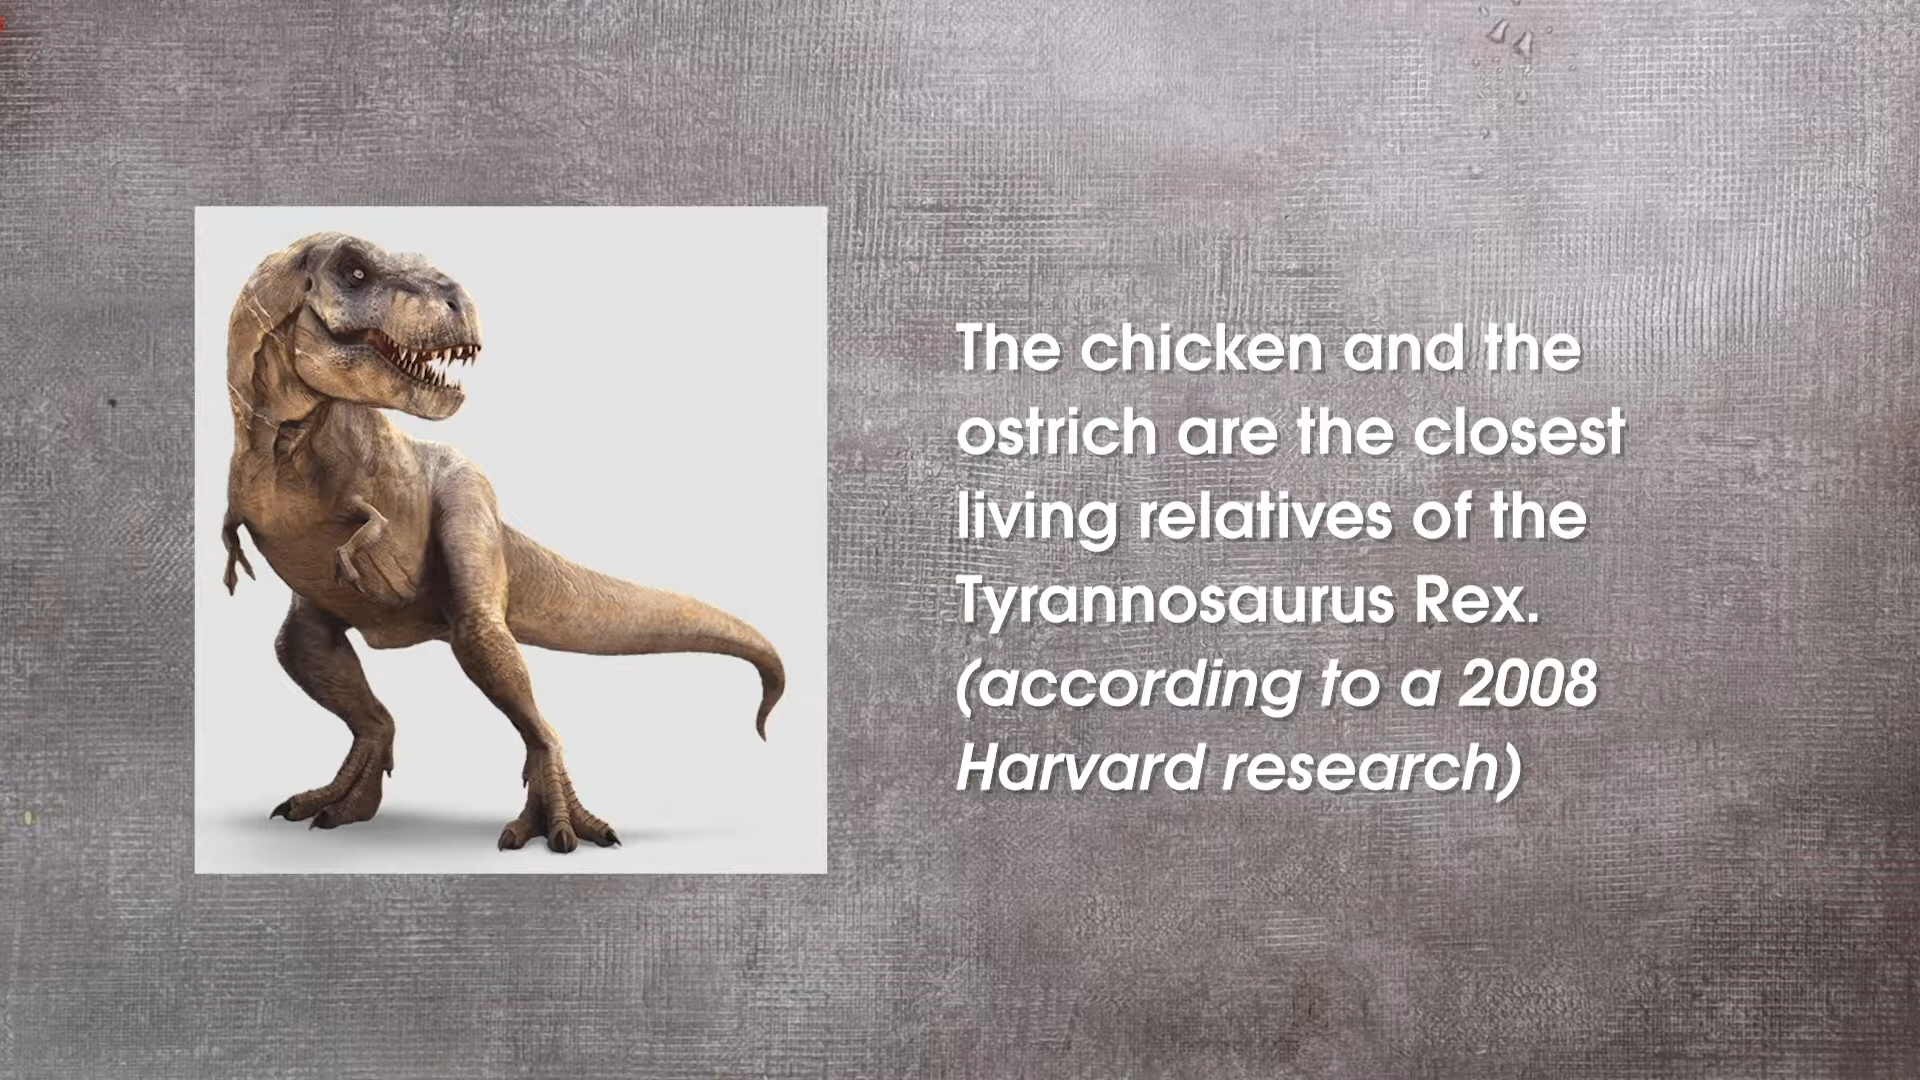 The chicken and the
ostrich are the closest
living relatives of the
Tyrannosaurus Rex.
(according to a 2008
Harvard research)